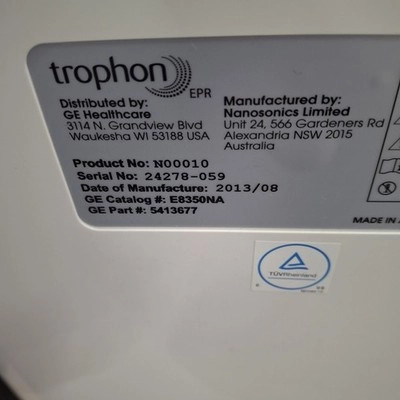 trophon
EPR
Distributed by:
GE Healthcare
3114 N. Grandview Blvd
Waukesha WI 53188 USA
Manufactured by:
Nanosonics Limited
Unit 24, 566 Gardeners Rd
Alexandria NSW 2015
Australia
Product No: N00010
Serial No: 24278-059
Date of Manufacture: 2013/08
GE Catalog #: E8350NA
GE Part #: 5413677
MADE IN
TÜVRheinland